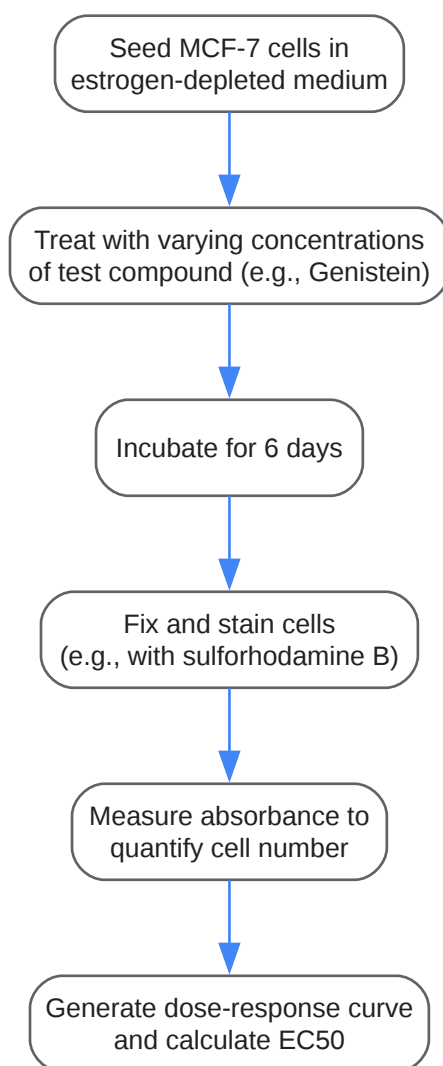 Seed MCF-7 cells in
estrogen-depleted medium
Treat with varying concentrations
of test compound (e.g., Genistein)
Incubate for 6 days
Fix and stain cells
(e.g., with sulforhodamine B)
Measure absorbance to
quantify cell number
Generate dose-response curve
and calculate EC50